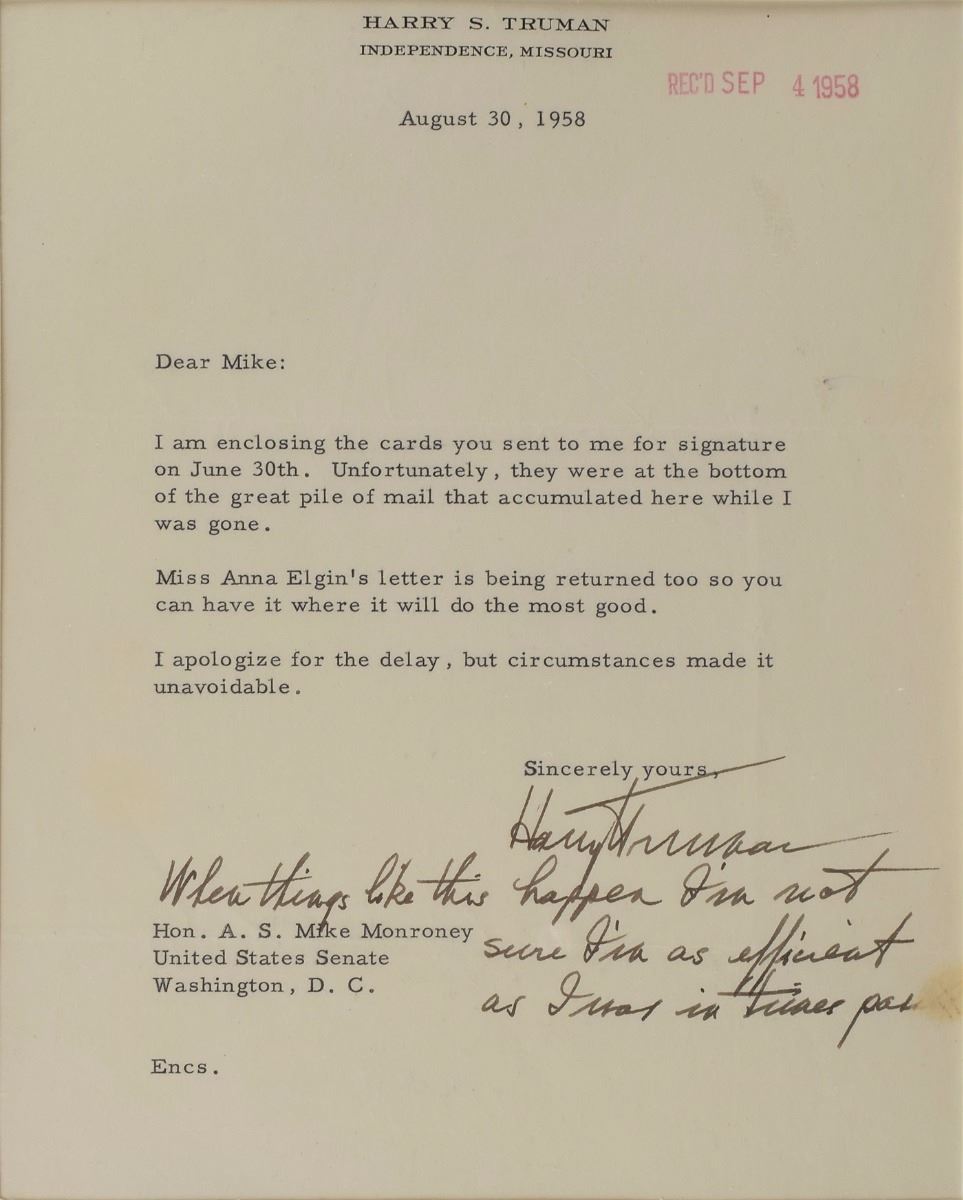 HARRY S. TRUMAN
INDEPENDENCE, MISSOURI
REC'D SEP 4 1958
August 30, 1958
Dear Mike:
I am enclosing the cards you sent to me for signature
on June 30th. Unfortunately, they were at the bottom
of the great pile of mail that accumulated here while I
was gone.
Miss Anna Elgin's letter is being returned too so you
can have it where it will do the most good.
I apologize for the delay, but circumstances made it
unavoidable.
Sincerely yours,
Harry Truman
When things like this happen I'm not
sure I'm as efficient
as I was in times pas
Hon. A. S. Mike Monroney
United States Senate
Washington, D. C.
Encs.